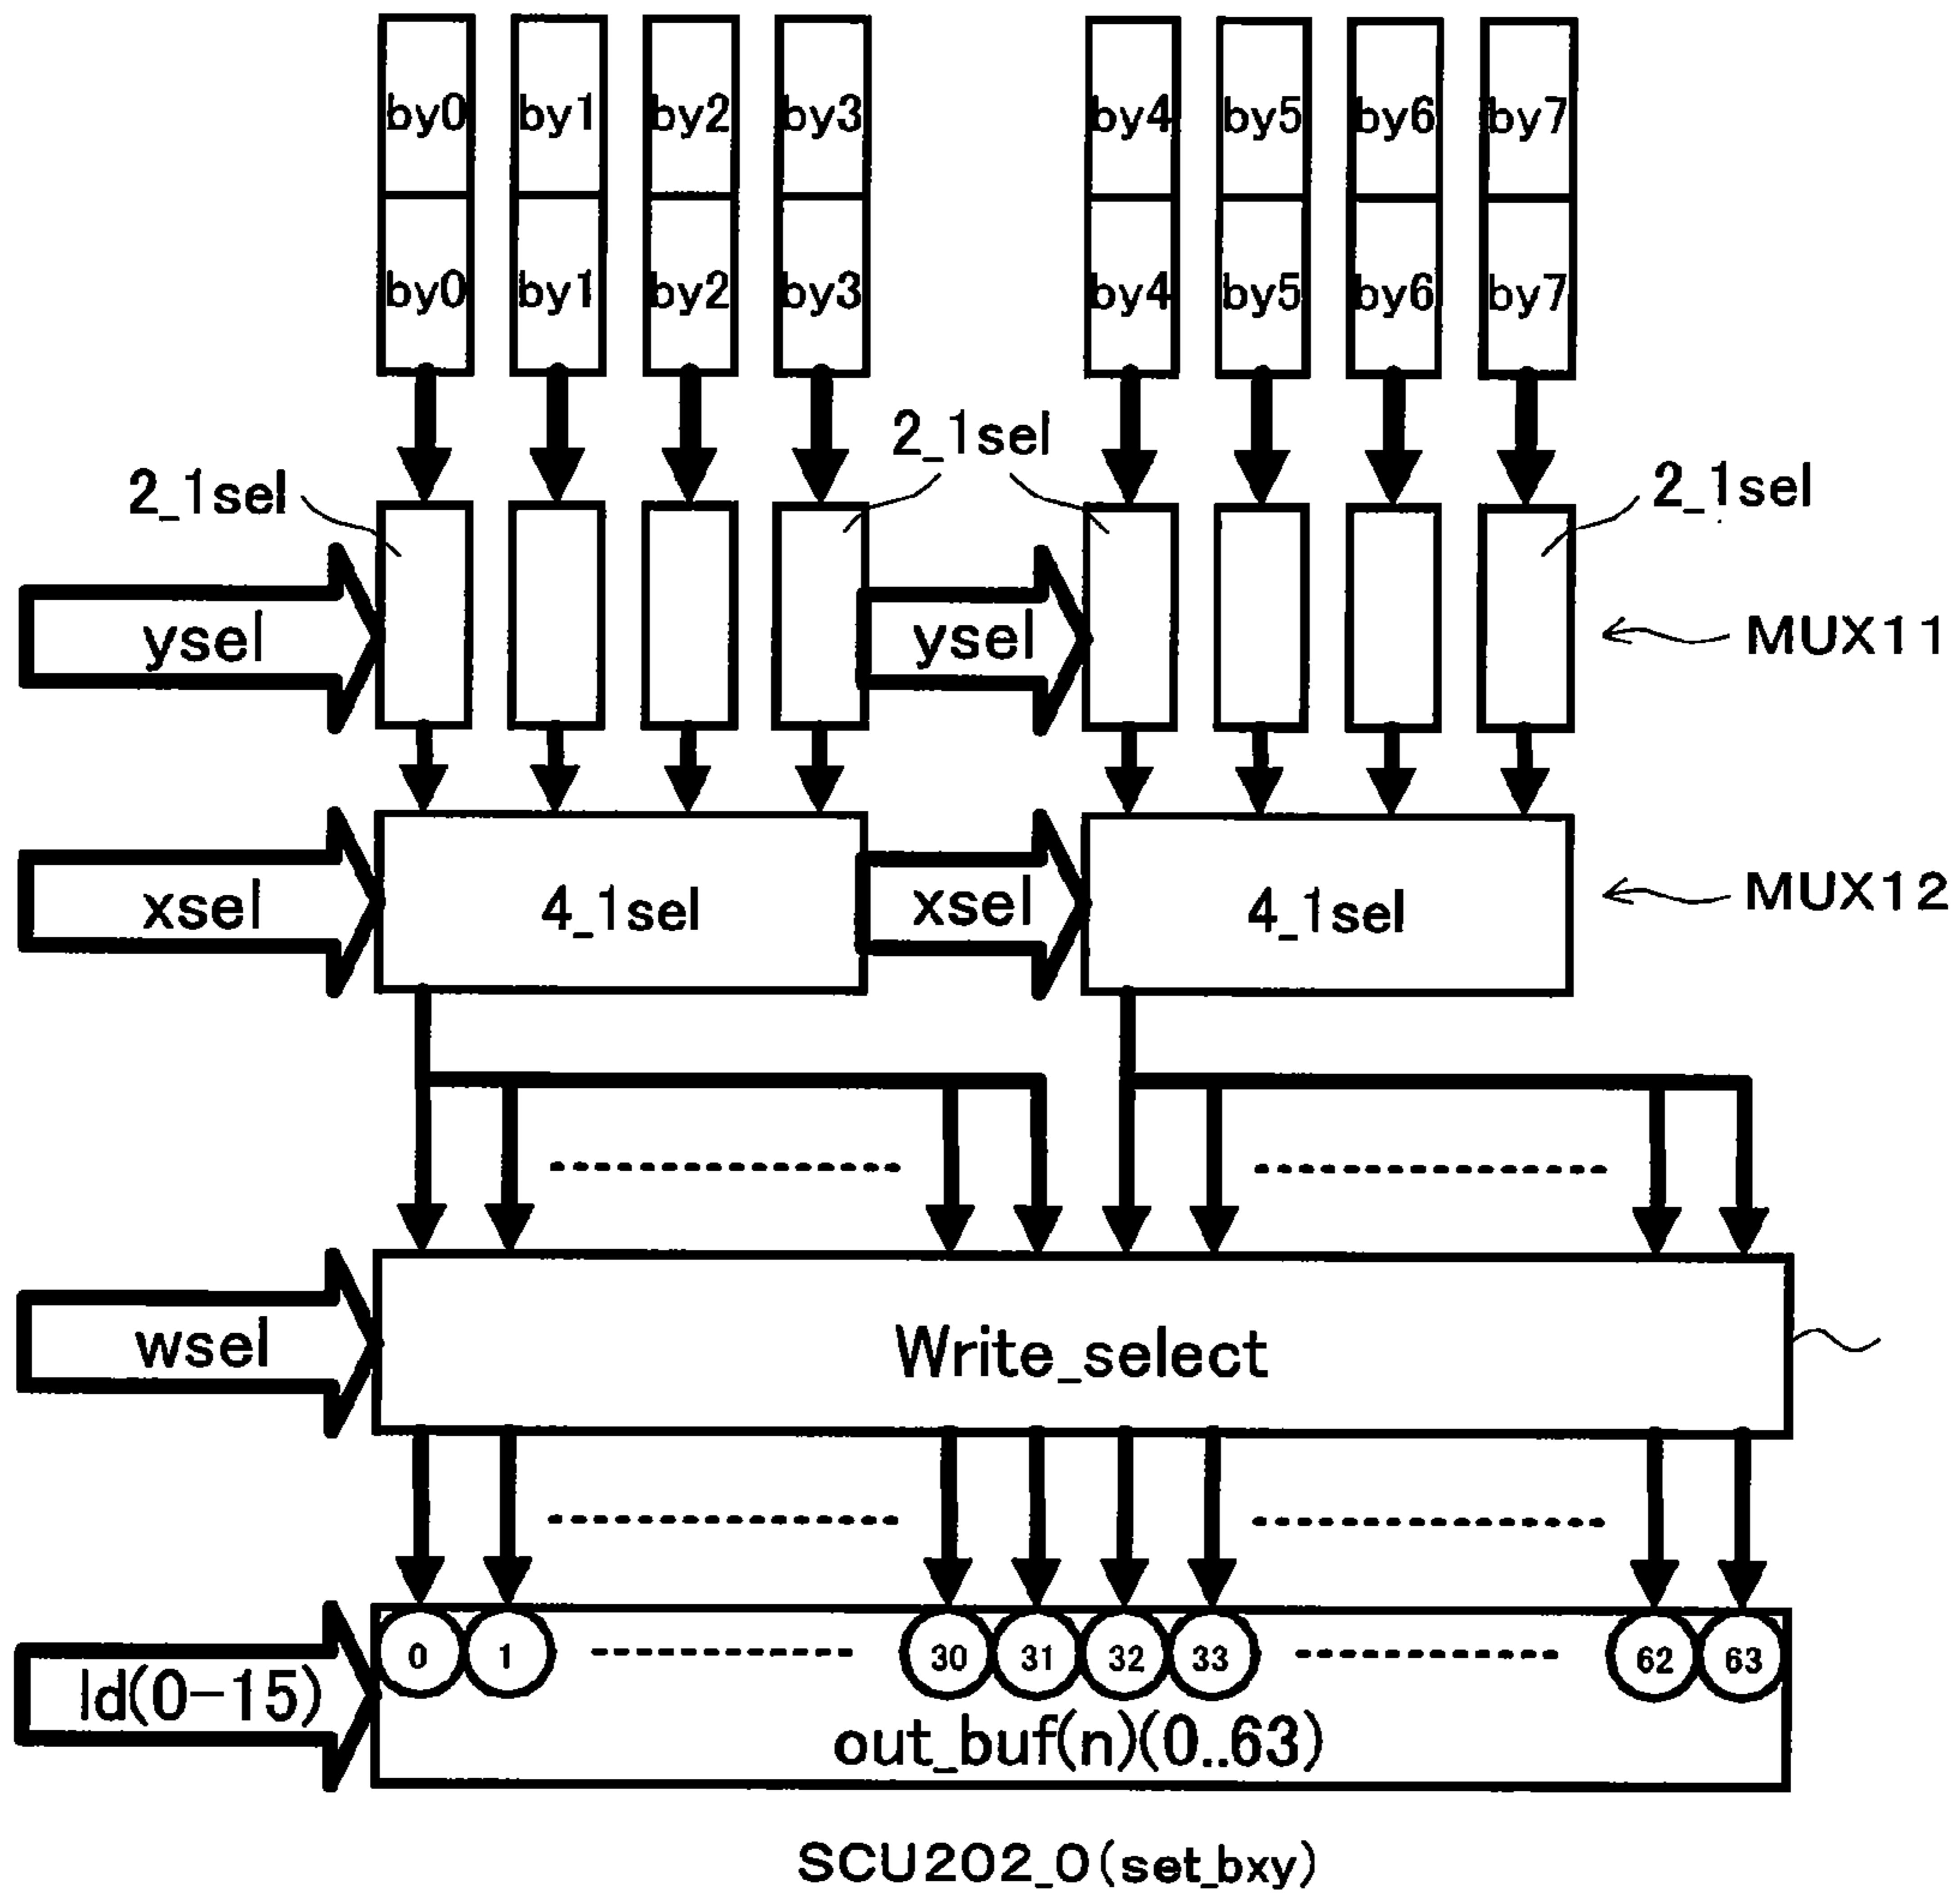 by0 by1 by2 by3 by4 by5 by6 by7
by0 by1 by2 by3 by4 by5 by6 by7
2_1sel
2_1sel
2_1sel
ysel
ysel
MUX11
xsel
4_1sel
xsel
4_1sel
MUX12
wsel
Write_select
ld(0-15)
0 1 30 31 32 33 62 63
out_buf(n)(0..63)
SCU202_0(set_bxy)